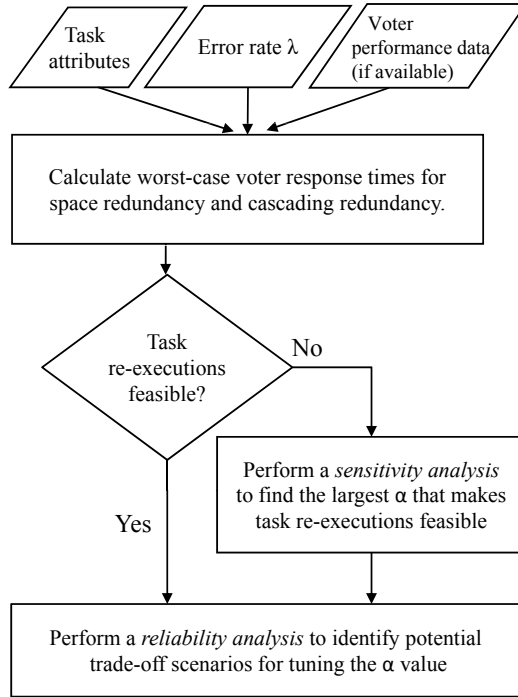 Task
attributes
Error rate λ
Voter
performance data
(if available)
Calculate worst-case voter response times for
space redundancy and cascading redundancy.
Task
re-executions
feasible?
No
Perform a sensitivity analysis
to find the largest α that makes
task re-executions feasible
Yes
Perform a reliability analysis to identify potential
trade-off scenarios for tuning the α value